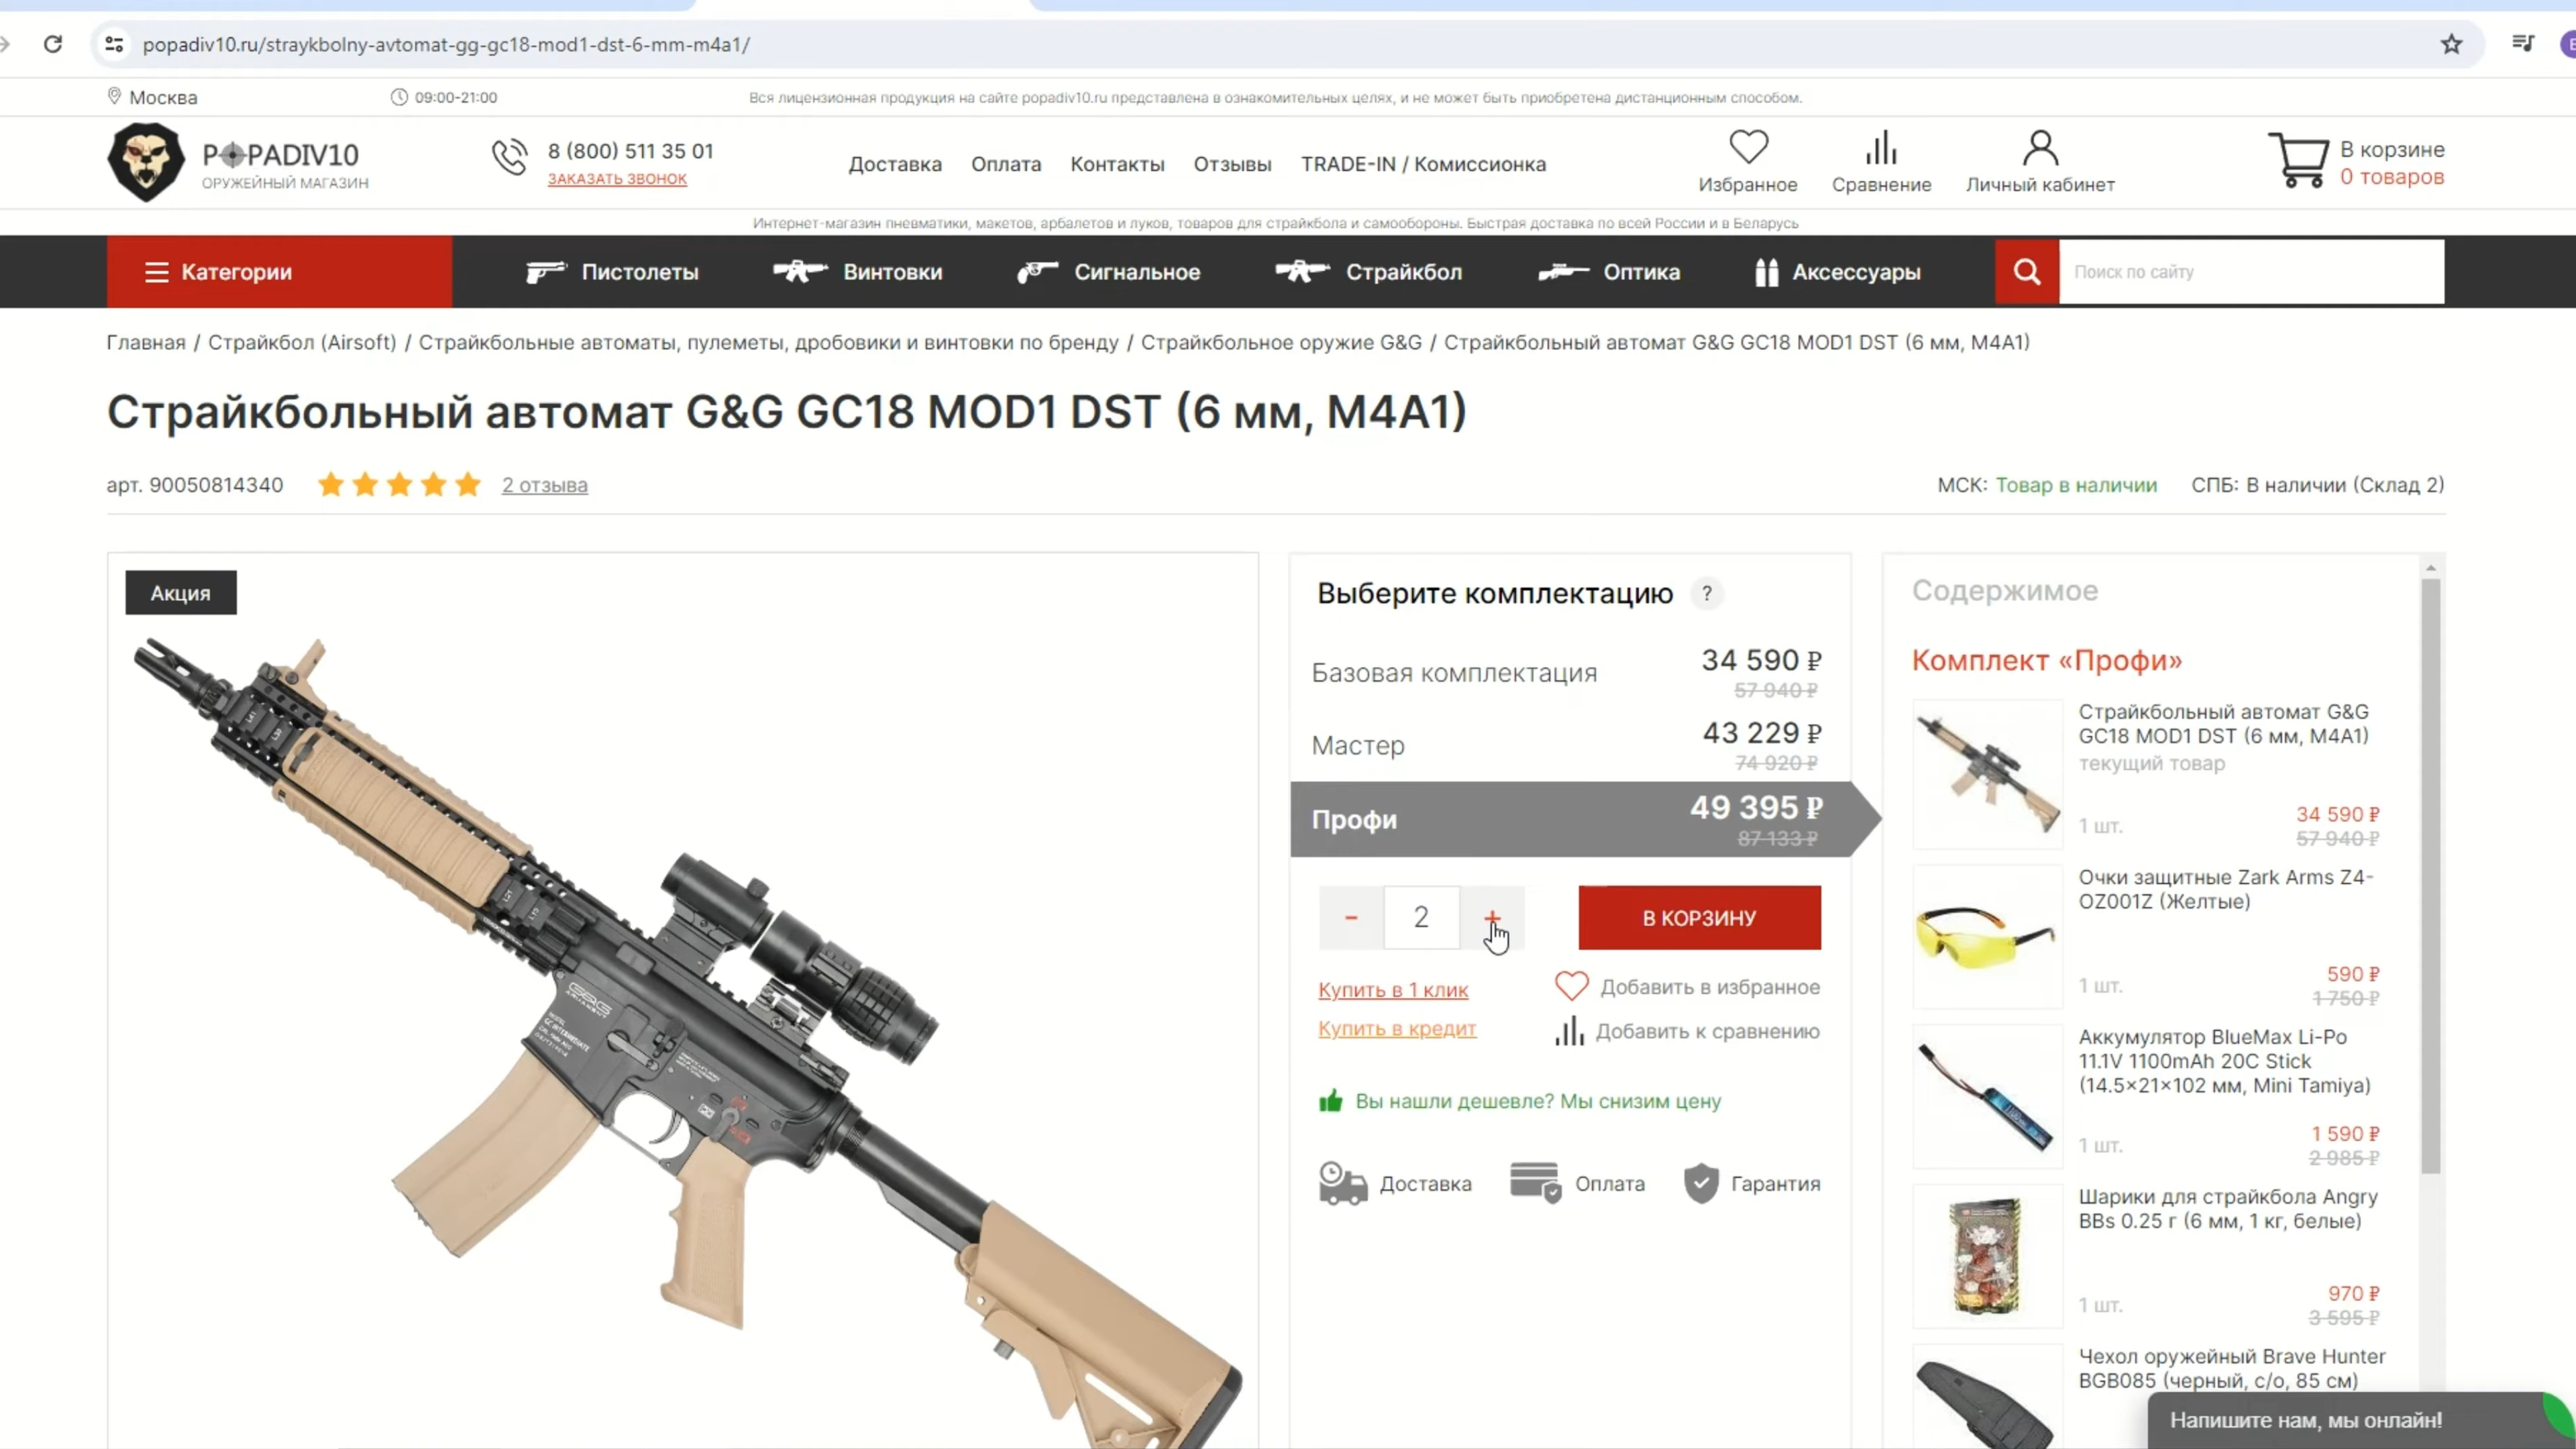 popadiv10.ru/straykbolny-avtomat-gg-gc18-mod1-dst-6-mm-m4a1/
Москва
09:00-21:00
Вся лицензионная продукция на сайте popadiv10.ru представлена в ознакомительных целях, и не может быть приобретена дистанционным способом.
POPADIV10
ОРУЖЕЙНЫЙ МАГАЗИН
8 (800) 511 35 01
ЗАКАЗАТЬ ЗВОНОК
Доставка
Оплата
Контакты
Отзывы
TRADE-IN / Комиссионка
Избранное
Сравнение
Личный кабинет
В корзине
0 товаров
Интернет-магазин пневматики, макетов, арбалетов и луков, товаров для страйкбола и самообороны. Быстрая доставка по всей России и в Беларусь
Категории
Пистолеты
Винтовки
Сигнальное
Страйкбол
Оптика
Аксессуары
Поиск по сайту
Главная / Страйкбол (Airsoft) / Страйкбольные автоматы, пулеметы, дробовики и винтовки по бренду / Страйкбольное оружие G&G / Страйкбольный автомат G&G GC18 MOD1 DST (6 мм, M4A1)
Страйкбольный автомат G&G GC18 MOD1 DST (6 мм, M4A1)
арт. 90050814340
2 отзыва
МСК: Товар в наличии
СПБ: В наличии (Склад 2)
Акция
Выберите комплектацию ?
Базовая комплектация
34 590 ₽
57 940 ₽
Мастер
43 229 ₽
74 920 ₽
Профи
49 395 ₽
87 133 ₽
- 2 +
В КОРЗИНУ
Купить в 1 клик
Добавить в избранное
Купить в кредит
Добавить к сравнению
Вы нашли дешевле? Мы снизим цену
Доставка
Оплата
Гарантия
Содержимое
Комплект «Профи»
Страйкбольный автомат G&G
GC18 MOD1 DST (6 мм, M4A1)
текущий товар
1 шт.
34 590 ₽
57 940 ₽
Очки защитные Zark Arms Z4-
OZ001Z (Желтые)
1 шт.
590 ₽
1 750 ₽
Аккумулятор BlueMax Li-Po
11.1V 1100mAh 20C Stick
(14.5×21×102 мм, Mini Tamiya)
1 шт.
1 590 ₽
2 985 ₽
Шарики для страйкбола Angry
BBs 0.25 г (6 мм, 1 кг, белые)
1 шт.
970 ₽
3 595 ₽
Чехол оружейный Brave Hunter
BGB085 (черный, с/о, 85 см)
Напишите нам, мы онлайн!